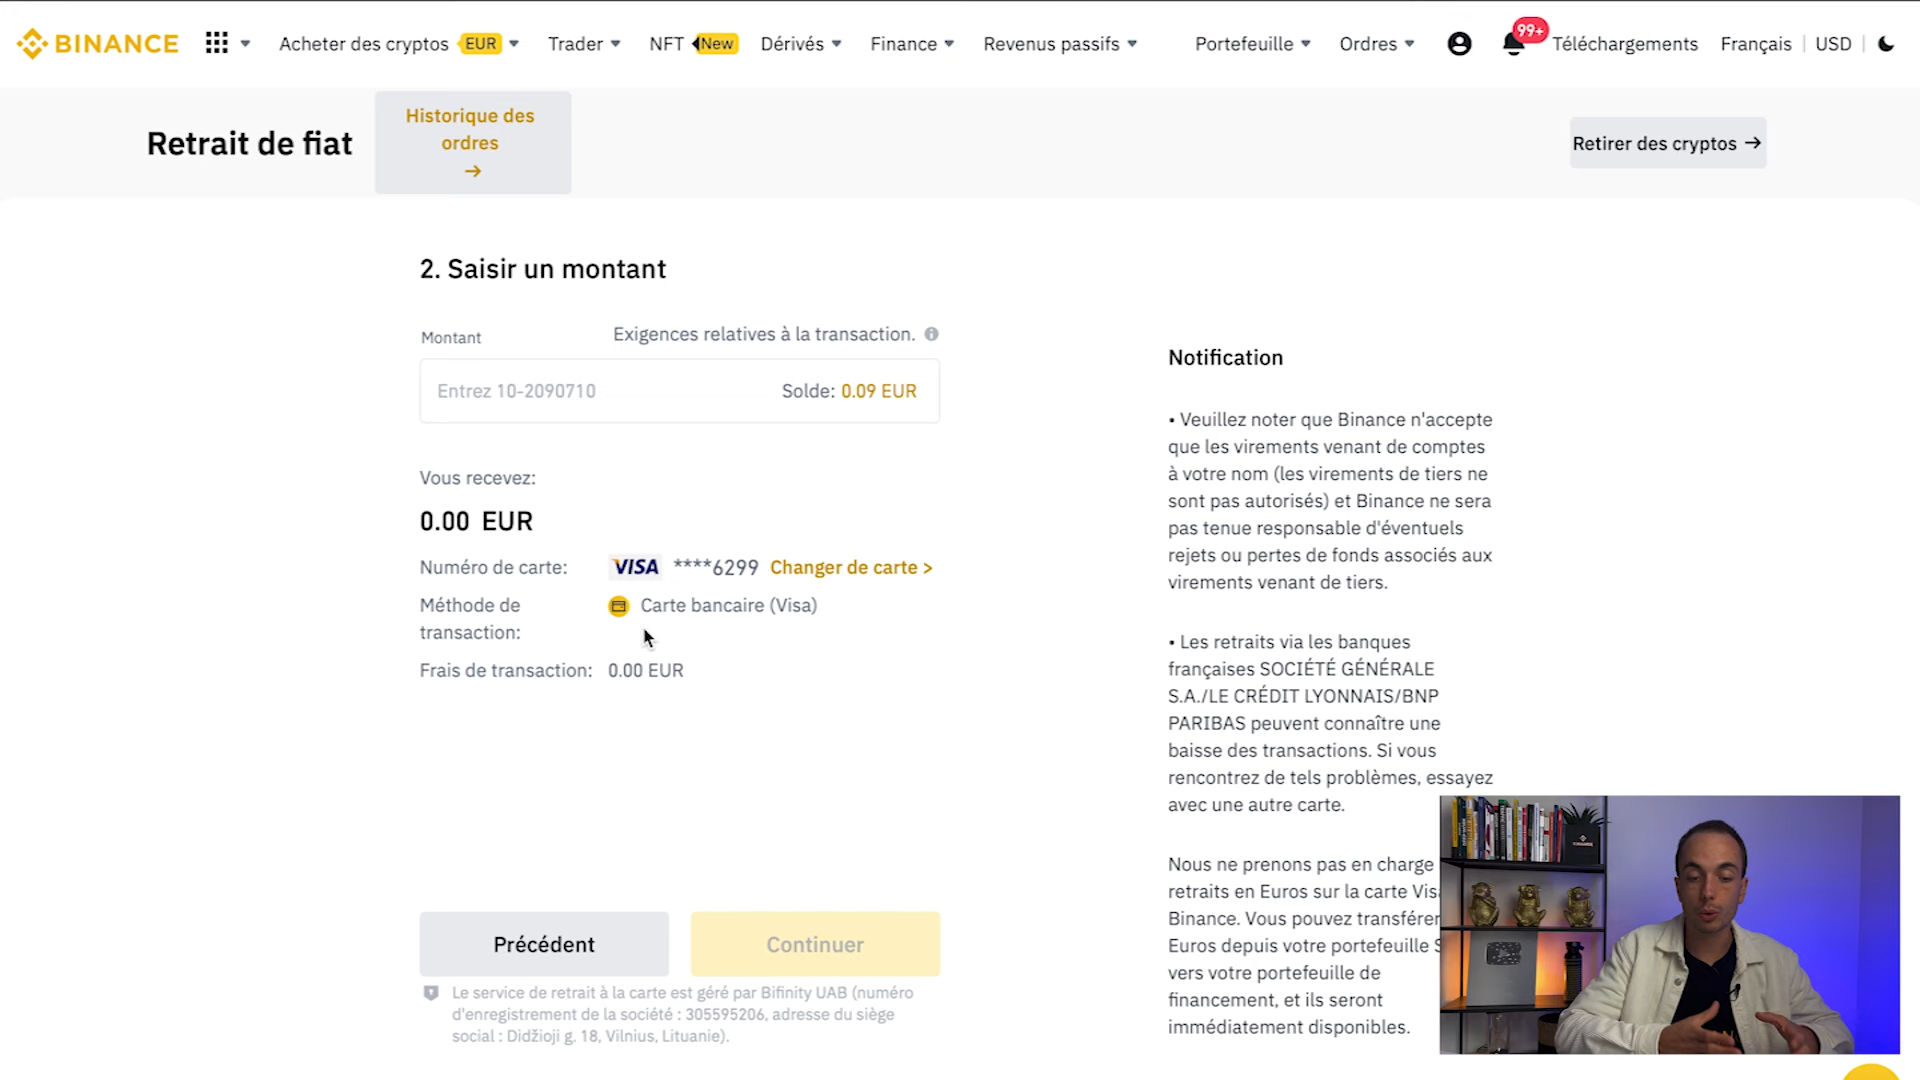 BINANCE
Acheter des cryptos EUR
Trader
NFT New
Dérivés
Finance
Revenus passifs
Portefeuille
Ordres
99+
Téléchargements
Français
USD
Retrait de fiat
Historique des
ordres
→
Retirer des cryptos →
2. Saisir un montant
Montant
Exigences relatives à la transaction.
Entrez 10-2090710
Solde: 0.09 EUR
Vous recevez:
0.00 EUR
Numéro de carte: VISA ****6299 Changer de carte >
Méthode de
transaction:
Carte bancaire (Visa)
Frais de transaction: 0.00 EUR
Précédent
Continuer
Le service de retrait à la carte est géré par Bifinity UAB (numéro
d'enregistrement de la société : 305595206, adresse du siège
social : Didžioji g. 18, Vilnius, Lituanie).
Notification
• Veuillez noter que Binance n'accepte
que les virements venant de comptes
à votre nom (les virements de tiers ne
sont pas autorisés) et Binance ne sera
pas tenue responsable d'éventuels
rejets ou pertes de fonds associés aux
virements venant de tiers.
• Les retraits via les banques
françaises SOCIÉTÉ GÉNÉRALE
S.A./LE CRÉDIT LYONNAIS/BNP
PARIBAS peuvent connaître une
baisse des transactions. Si vous
rencontrez de tels problèmes, essayez
avec une autre carte.
Nous ne prenons pas en charge
retraits en Euros sur la carte Vis
Binance. Vous pouvez transférer
Euros depuis votre portefeuille S
vers votre portefeuille de
financement, et ils seront
immédiatement disponibles.